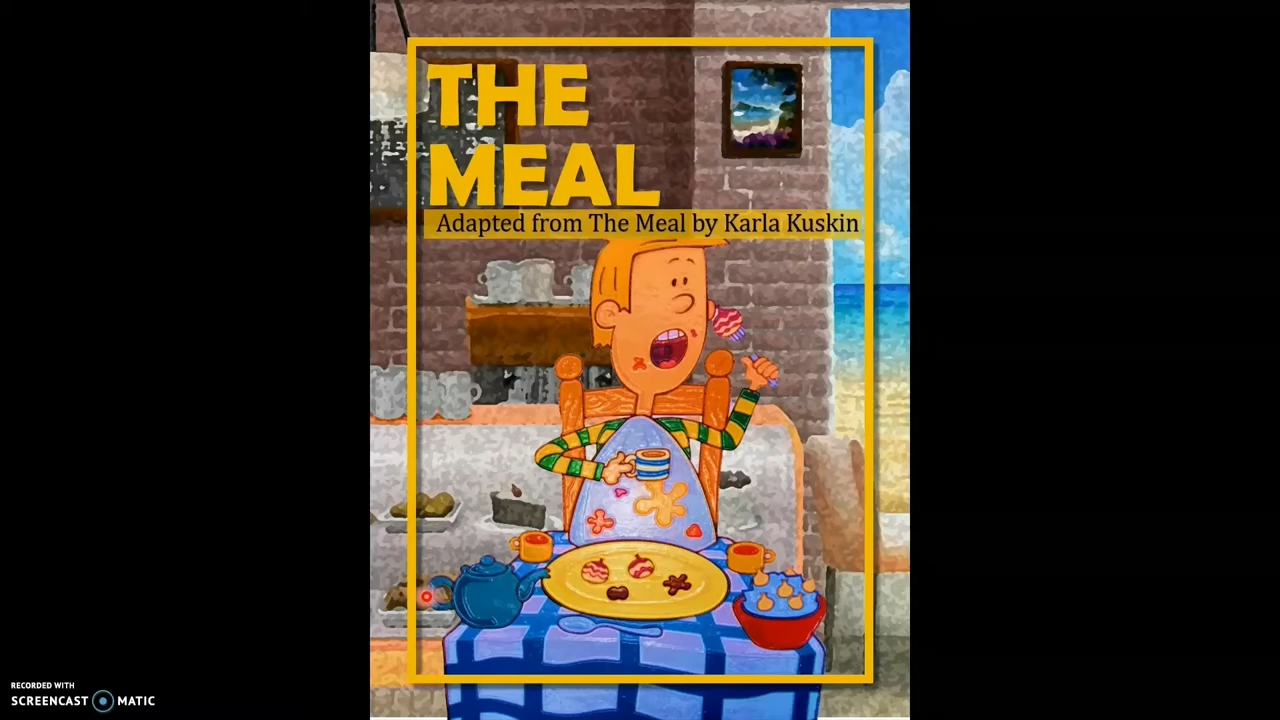 THE
MEAL
Adapted from The Meal by Karla Kuskin
RECORDED WITH
SCREENCAST MATIC